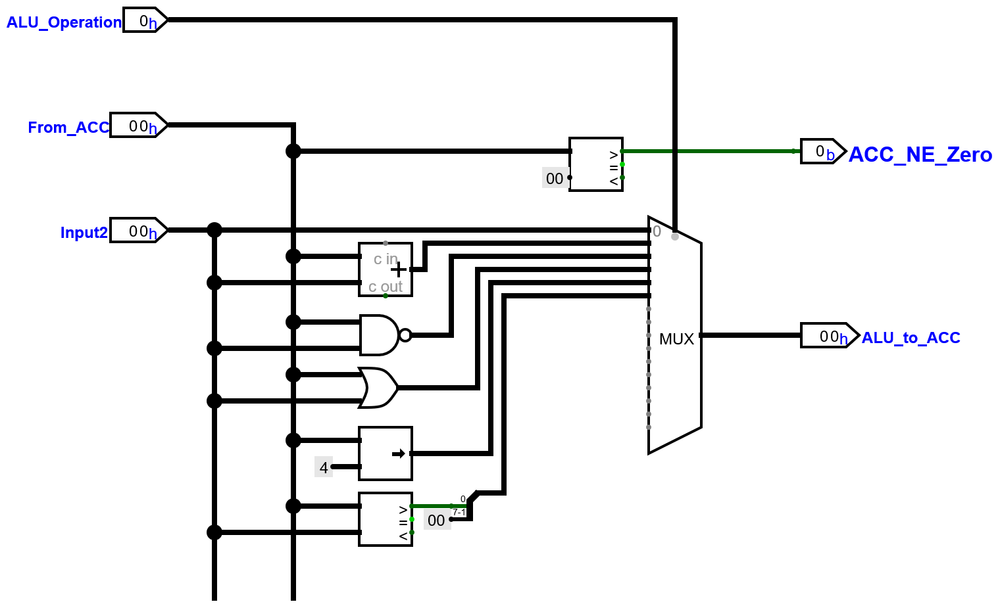 ALU_Operation 0h
From_ACC 00h
>
=
<
00
0b ACC_NE_Zero
Input2 00h
0
c in
+
c out
MUX
00h ALU_to_ACC
4
0
7-1
>
=
<
00